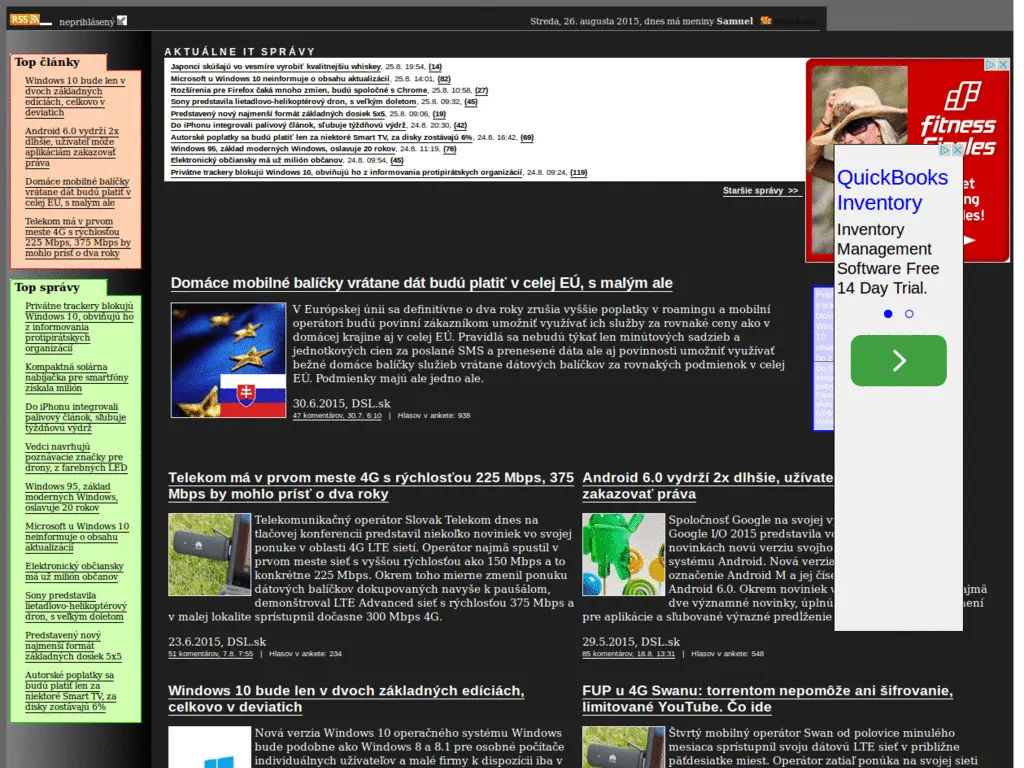 RSS
neprihlásený
Streda, 26. augusta 2015, dnes má meniny Samuel
Top články
Windows 10 bude len v
dvoch základných
edíciách, celkovo v
deviatich
Android 6.0 vydrží 2x
dlhšie, užívateľ môže
aplikáciám zakazovať
práva
Domáce mobilné balíčky
vrátane dát budú platiť v
celej EÚ, s malým ale
Telekom má v prvom
meste 4G s rýchlosťou
225 Mbps, 375 Mbps by
mohlo prísť o dva roky
Top správy
Privátne trackery blokujú
Windows 10, obviňujú ho
z informovania
protipirátskych
organizácií
Kompaktná solárna
nabíjačka pre smartfóny
získala milión
Do iPhonu integrovali
palivový článok, sľubuje
týždňovú výdrž
Vedci navrhujú
poznávacie značky pre
drony, z farebných LED
Windows 95, základ
moderných Windows,
oslavuje 20 rokov
Microsoft u Windows 10
neinformuje o obsahu
aktualizácií
Elektronický občiansky
má už milión občanov
Sony predstavila
lietadlovo-helikoptérový
dron, s veľkým doletom
Predstavený nový
najmenší formát
základných dosiek 5x5
Autorské poplatky sa
budú platiť len za
niektoré Smart TV, za
disky zostávajú 6%
AKTUÁLNE IT SPRÁVY
Japonci skúšajú vo vesmíre vyrobiť kvalitnejšiu whiskey, 25.8. 19:54, (14)
Microsoft u Windows 10 neinformuje o obsahu aktualizácií, 25.8. 14:01, (82)
Rozšírenia pre Firefox čaká mnoho zmien, budú spoločné s Chrome, 25.8. 10:58, (27)
Sony predstavila lietadlovo-helikoptérový dron, s veľkým doletom, 25.8. 09:32, (45)
Predstavený nový najmenší formát základných dosiek 5x5, 25.8. 09:06, (19)
Do iPhonu integrovali palivový článok, sľubuje týždňovú výdrž, 24.8. 20:30, (42)
Autorské poplatky sa budú platiť len za niektoré Smart TV, za disky zostávajú 6%, 24.8. 16:42, (69)
Windows 95, základ moderných Windows, oslavuje 20 rokov, 24.8. 11:19, (76)
Elektronický občiansky má už milión občanov, 24.8. 09:54, (45)
Privátne trackery blokujú Windows 10, obviňujú ho z informovania protipirátskych organizácií, 24.8. 09:24, (119)
Staršie správy >>
fitness
Singles
QuickBooks
Inventory
Inventory
Management
Software Free
14 Day Trial.
Domáce mobilné balíčky vrátane dát budú platiť v celej EÚ, s malým ale
V Európskej únii sa definitívne o dva roky zrušia vyššie poplatky v roamingu a mobilní
operátori budú povinní zákazníkom umožniť využívať ich služby za rovnaké ceny ako v
domácej krajine aj v celej EÚ. Pravidlá sa nebudú týkať len minútových sadzieb a
jednotkových cien za poslané SMS a prenesené dáta ale aj povinnosti umožniť využívať
bežné domáce balíčky služieb vrátane dátových balíčkov za rovnakých podmienok v celej
EÚ. Podmienky majú ale jedno ale.
30.6.2015, DSL.sk
47 komentárov, 30.7. 6:10 | Hlasov v ankete: 938
Telekom má v prvom meste 4G s rýchlosťou 225 Mbps, 375
Mbps by mohlo prísť o dva roky
Telekomunikačný operátor Slovak Telekom dnes na
tlačovej konferencii predstavil niekoľko noviniek vo svojej
ponuke v oblasti 4G LTE sietí. Operátor najmä spustil v
prvom meste sieť s vyššou rýchlosťou ako 150 Mbps a to
konkrétne 225 Mbps. Okrem toho mierne zmenil ponuku
dátových balíčkov dokupovaných navyše k paušálom,
demonštroval LTE Advanced sieť s rýchlosťou 375 Mbps a
v malej lokalite sprístupnil dočasne 300 Mbps 4G.
23.6.2015, DSL.sk
51 komentárov, 7.8. 7:55 | Hlasov v ankete: 234
Android 6.0 vydrží 2x dlhšie, užívate
zakazovať práva
Spoločnosť Google na svojej v
Google I/O 2015 predstavila vo
novinkách novú verziu svojho
systému Android. Nová verzia
označenie Android M a jej číse
Android 6.0. Okrem noviniek v ajmä
dve významné novinky, úplnú není
pre aplikácie a sľubované výrazné predĺženie
29.5.2015, DSL.sk
85 komentárov, 18.8. 13:31 | Hlasov v ankete: 548
Windows 10 bude len v dvoch základných edíciách,
celkovo v deviatich
Nová verzia Windows 10 operačného systému Windows
bude podobne ako Windows 8 a 8.1 pre osobné počítače
individuálnych užívateľov a malé firmy k dispozícii iba v
FUP u 4G Swanu: torrentom nepomôže ani šifrovanie,
limitované YouTube. Čo ide
Štvrtý mobilný operátor Swan od polovice minulého
mesiaca sprístupnil svoju dátovú LTE sieť v približne
päťdesiatke miest. Operátor zatiaľ ponúka na svojej sieti